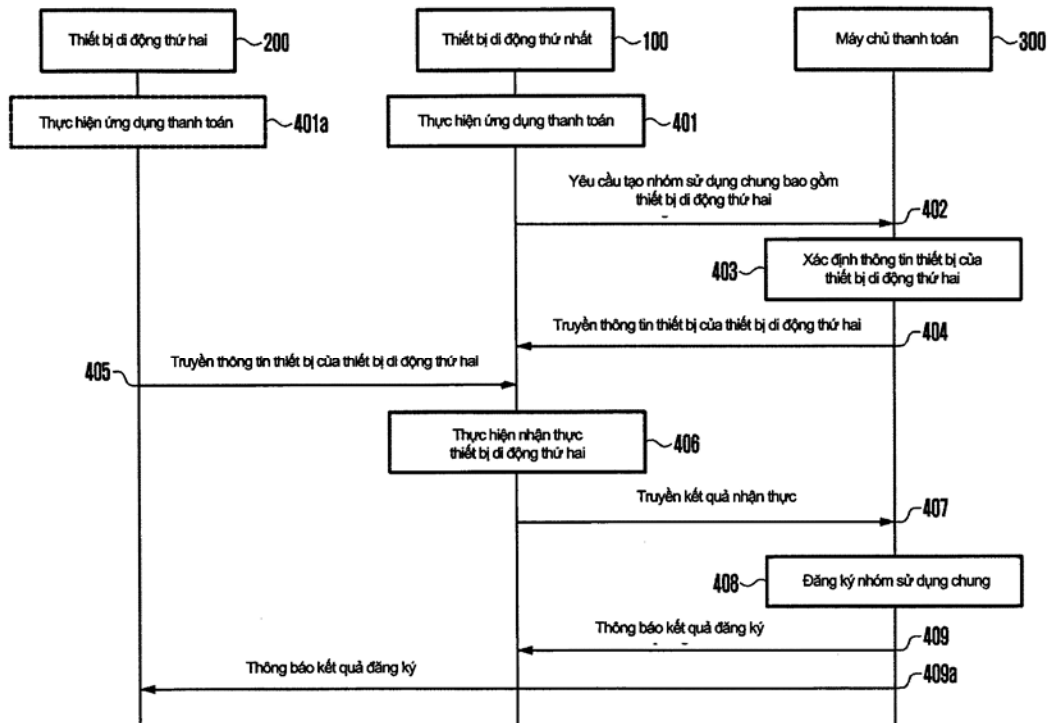 Thiết bị di động thứ hai
200
Thiết bị di động thứ nhất
100
Máy chủ thanh toán
300
Thực hiện ứng dụng thanh toán
401a
Thực hiện ứng dụng thanh toán
401
Yêu cầu tạo nhóm sử dụng chung bao gồm
thiết bị di động thứ hai
402
403
Xác định thông tin thiết bị của
thiết bị di động thứ hai
Truyền thông tin thiết bị của thiết bị di động thứ hai
404
405
Truyền thông tin thiết bị của thiết bị di động thứ hai
Thực hiện nhận thực
thiết bị di động thứ hai
406
Truyền kết quả nhận thực
407
408
Đăng ký nhóm sử dụng chung
Thông báo kết quả đăng ký
409
Thông báo kết quả đăng ký
409a